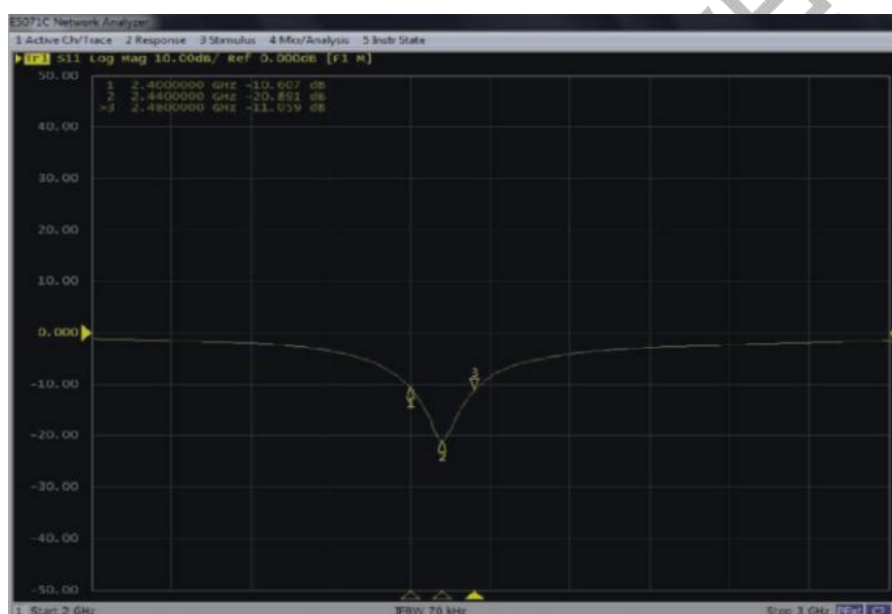 E5071C Network Analyzer
1 Active Ch/Trace 2 Response 3 Stimulus 4 Mkr/Analysis 5 Instr State
Tr1 S11 Log Mag 10.00dB/ Ref 0.000dB [F1 M]
50.00
1 2.4000000 GHz -10.607 dB
2 2.4400000 GHz -20.891 dB
>3 2.4800000 GHz -11.059 dB
40.00
30.00
20.00
10.00
0.000
-10.00
1
3
-20.00
2
-30.00
-40.00
-50.00
1 Start 2 GHz IFBW 70 kHz Stop 3 GHz